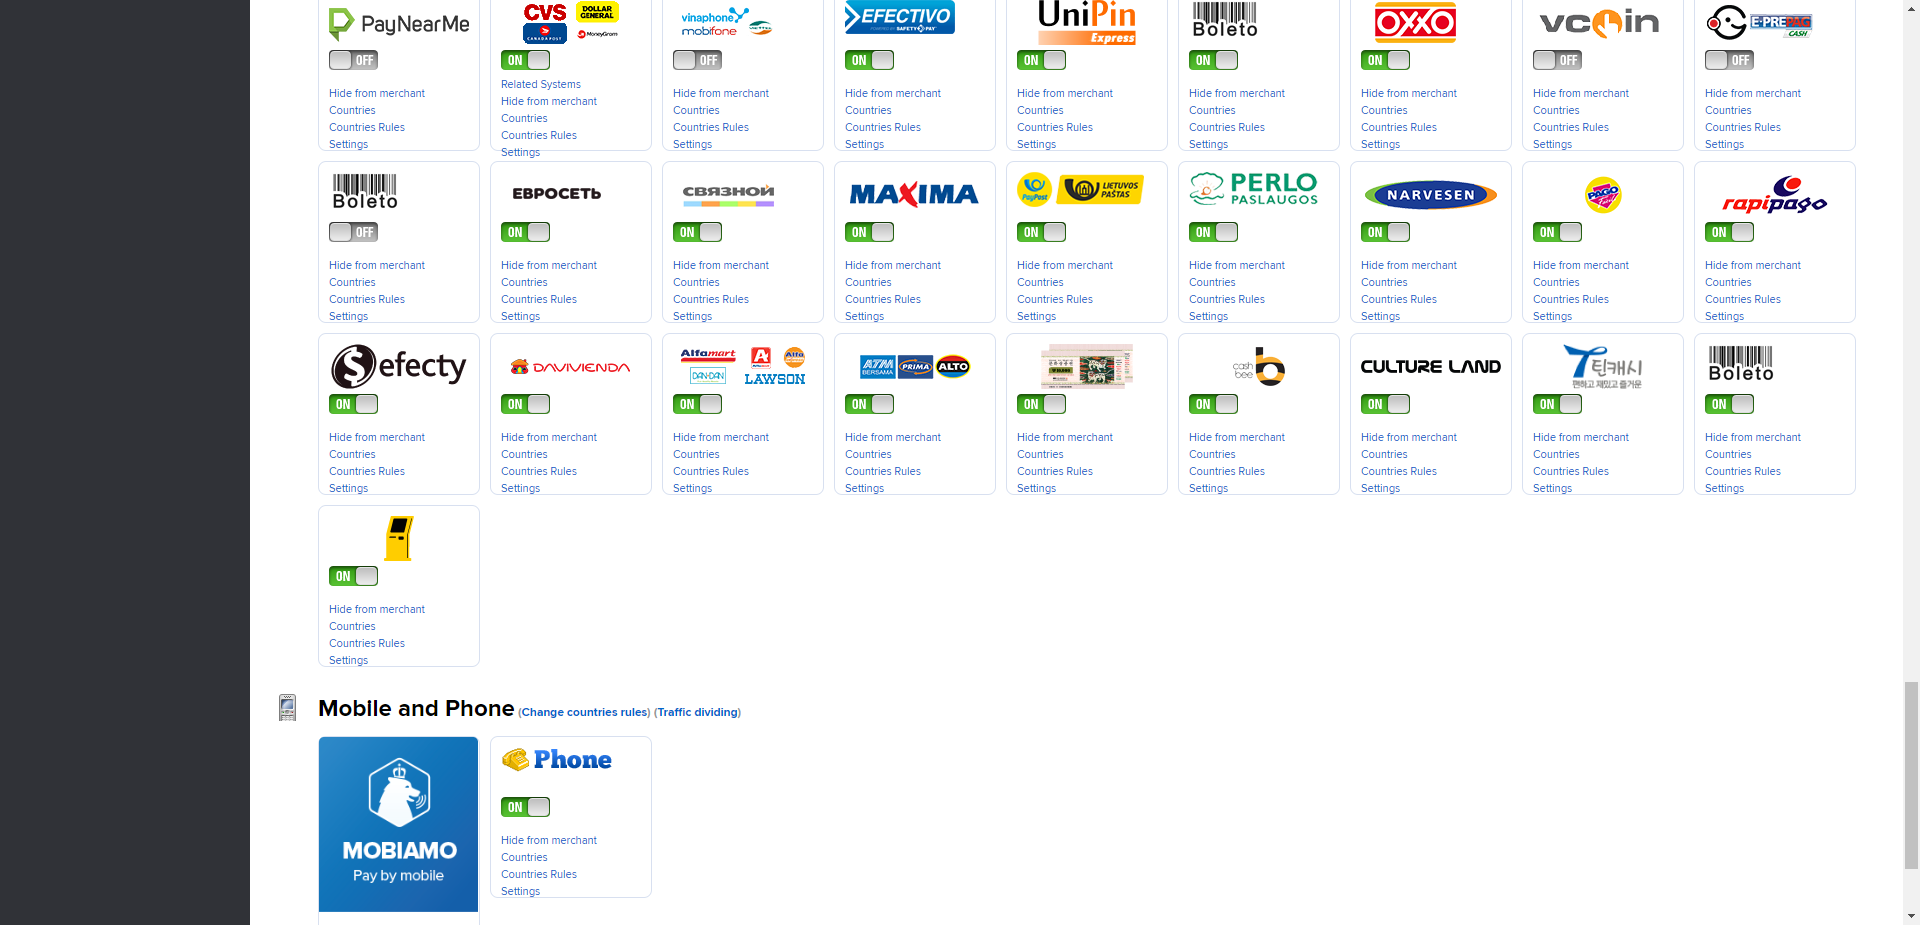 PayNearMe
OFF
Hide from merchant
Countries
Countries Rules
Settings
CVS
DOLLAR GENERAL
CANADA POST
MoneyGram
ON
Related Systems
Hide from merchant
Countries
Countries Rules
Settings
vinaphone
mobifone
VIETTEL
OFF
Hide from merchant
Countries
Countries Rules
Settings
EFECTIVO
POWERED BY SAFETYPAY
ON
Hide from merchant
Countries
Countries Rules
Settings
UniPin
Express
ON
Hide from merchant
Countries
Countries Rules
Settings
Boleto
ON
Hide from merchant
Countries
Countries Rules
Settings
OXXO
ON
Hide from merchant
Countries
Countries Rules
Settings
vcoin
OFF
Hide from merchant
Countries
Countries Rules
Settings
E-PREPAG
CASH
OFF
Hide from merchant
Countries
Countries Rules
Settings
Boleto
OFF
Hide from merchant
Countries
Countries Rules
Settings
ЕВРОСЕТЬ
ON
Hide from merchant
Countries
Countries Rules
Settings
СВЯЗНОЙ
ON
Hide from merchant
Countries
Countries Rules
Settings
MAXIMA
ON
Hide from merchant
Countries
Countries Rules
Settings
PayPost
LIETUVOS
PAŠTAS
ON
Hide from merchant
Countries
Countries Rules
Settings
PERLO
PASLAUGOS
ON
Hide from merchant
Countries
Countries Rules
Settings
NARVESEN
ON
Hide from merchant
Countries
Countries Rules
Settings
PAGO
Fácil
ON
Hide from merchant
Countries
Countries Rules
Settings
rapipago
ON
Hide from merchant
Countries
Countries Rules
Settings
$efecty
ON
Hide from merchant
Countries
Countries Rules
Settings
DAVIVIENDA
ON
Hide from merchant
Countries
Countries Rules
Settings
Alfamart
Alfa
DAN+DAN
LAWSON
ON
Hide from merchant
Countries
Countries Rules
Settings
ATM
BERSAMA
PRIMA
ALTO
ON
Hide from merchant
Countries
Countries Rules
Settings
ON
Hide from merchant
Countries
Countries Rules
Settings
cash
bee
ON
Hide from merchant
Countries
Countries Rules
Settings
CULTURE LAND
ON
Hide from merchant
Countries
Countries Rules
Settings
틴캐시
편하고 재밌고 즐거운
ON
Hide from merchant
Countries
Countries Rules
Settings
Boleto
ON
Hide from merchant
Countries
Countries Rules
Settings
ON
Hide from merchant
Countries
Countries Rules
Settings
Mobile and Phone (Change countries rules) (Traffic dividing)
MOBIAMO
Pay by mobile
Phone
ON
Hide from merchant
Countries
Countries Rules
Settings